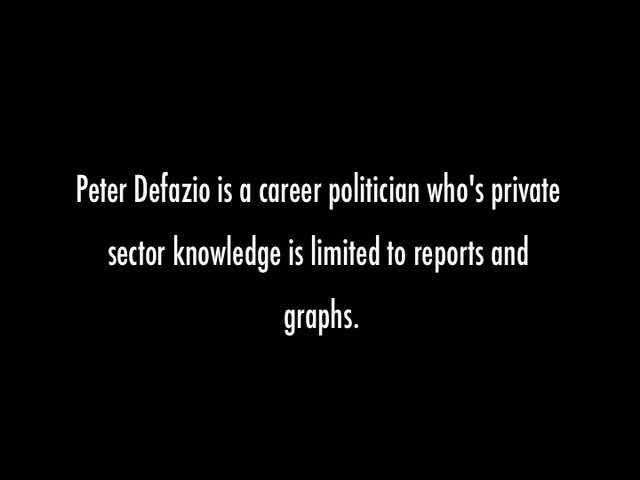 Peter Defazio is a career politician who's private
sector knowledge is limited to reports and
graphs.